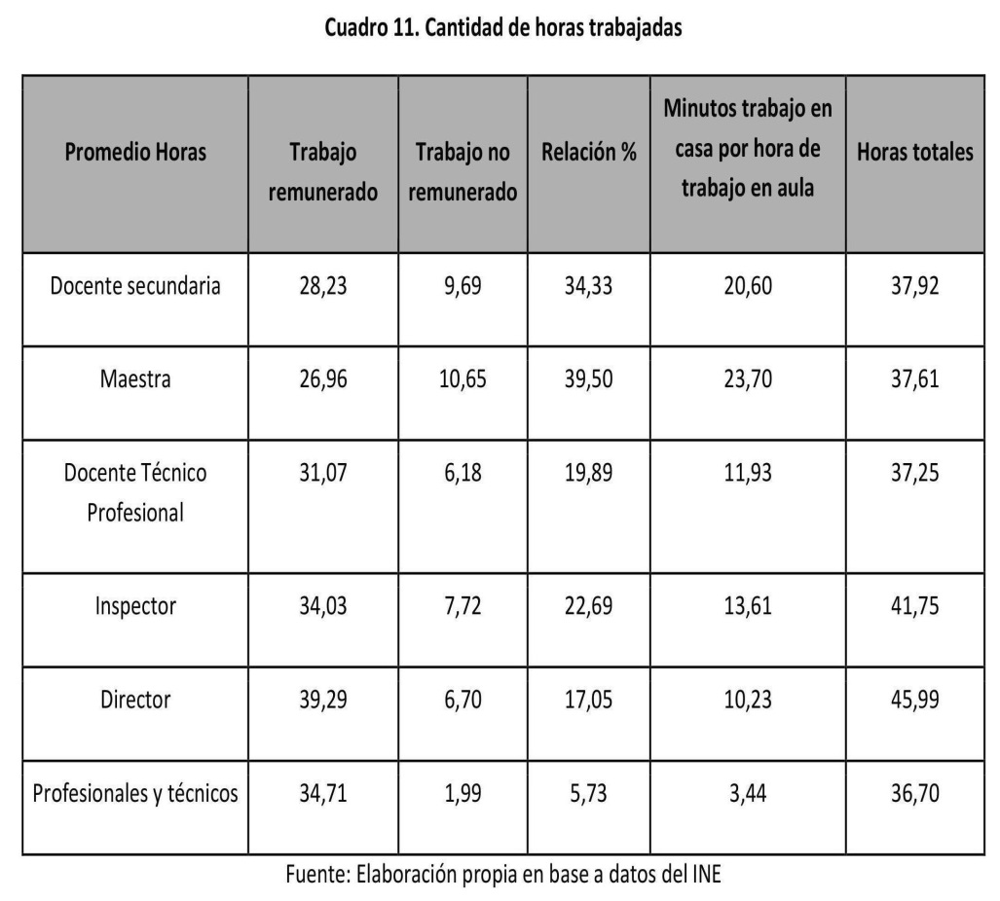 Cuadro 11. Cantidad de horas trabajadas
Promedio Horas
Trabajo
remunerado
Trabajo no
remunerado
Relación %
Minutos trabajo en
casa por hora de
trabajo en aula
Horas totales
Docente secundaria
28,23
9,69
34,33
20,60
37,92
Maestra
26,96
10,65
39,50
23,70
37,61
Docente Técnico
Profesional
31,07
6,18
19,89
11,93
37,25
Inspector
34,03
7,72
22,69
13,61
41,75
Director
39,29
6,70
17,05
10,23
45,99
Profesionales y técnicos
34,71
1,99
5,73
3,44
36,70
Fuente: Elaboración propia en base a datos del INE